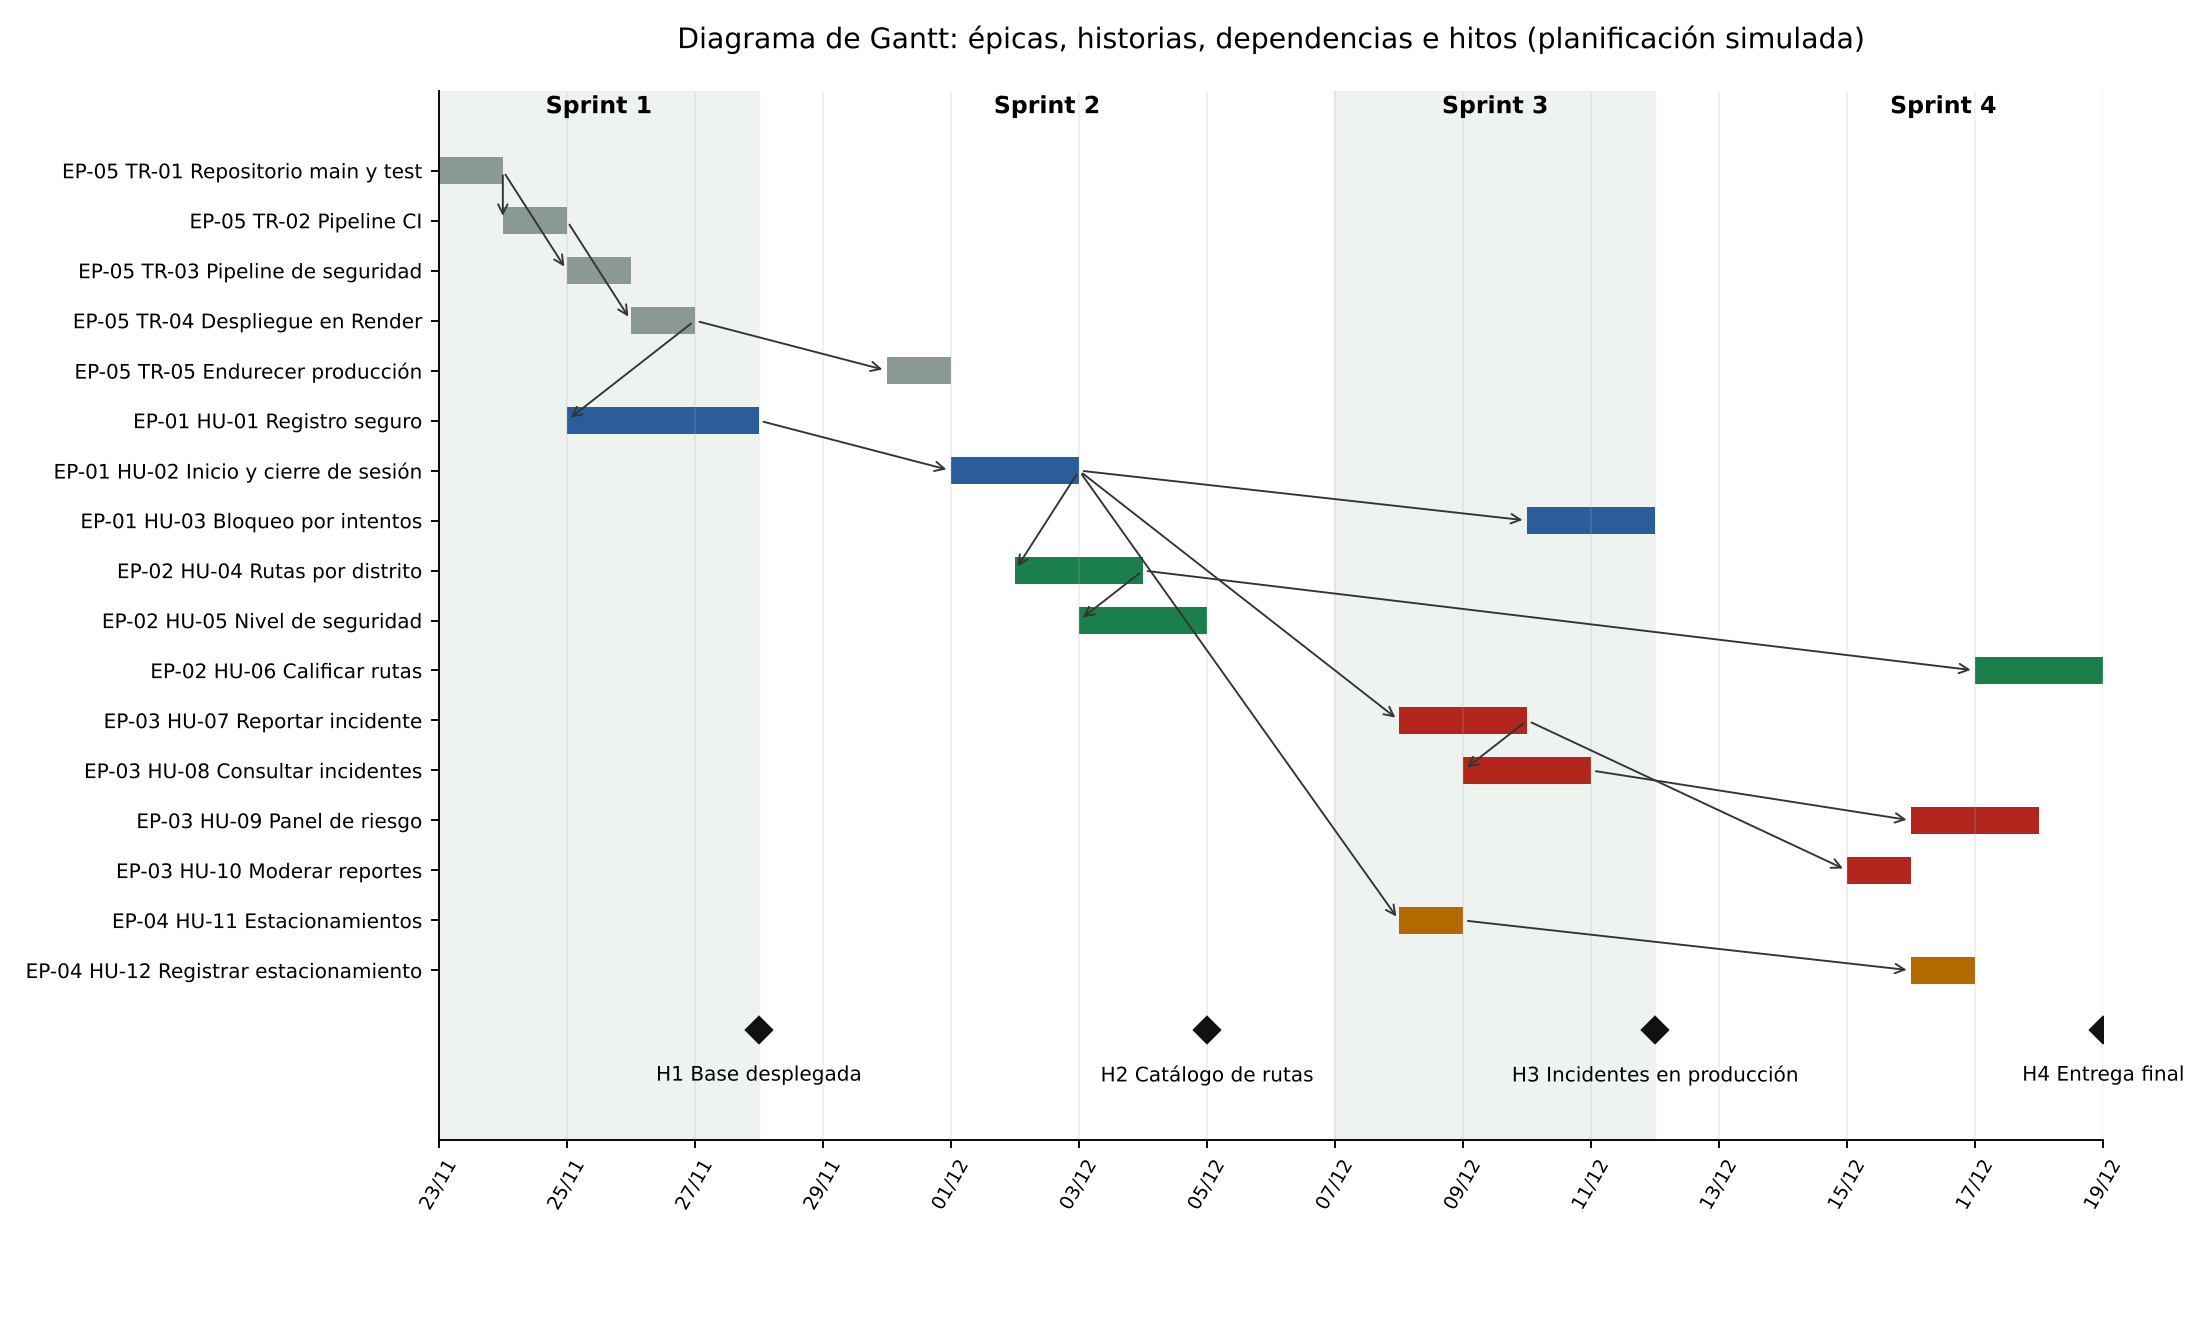 Diagrama de Gantt: épicas, historias, dependencias e hitos (planificación simulada)
Sprint 1
Sprint 2
Sprint 3
Sprint 4
EP-05 TR-01 Repositorio main y test
EP-05 TR-02 Pipeline CI
EP-05 TR-03 Pipeline de seguridad
EP-05 TR-04 Despliegue en Render
EP-05 TR-05 Endurecer producción
EP-01 HU-01 Registro seguro
EP-01 HU-02 Inicio y cierre de sesión
EP-01 HU-03 Bloqueo por intentos
EP-02 HU-04 Rutas por distrito
EP-02 HU-05 Nivel de seguridad
EP-02 HU-06 Calificar rutas
EP-03 HU-07 Reportar incidente
EP-03 HU-08 Consultar incidentes
EP-03 HU-09 Panel de riesgo
EP-03 HU-10 Moderar reportes
EP-04 HU-11 Estacionamientos
EP-04 HU-12 Registrar estacionamiento
H1 Base desplegada
H2 Catálogo de rutas
H3 Incidentes en producción
H4 Entrega final
23/11
25/11
27/11
29/11
01/12
03/12
05/12
07/12
09/12
11/12
13/12
15/12
17/12
19/12